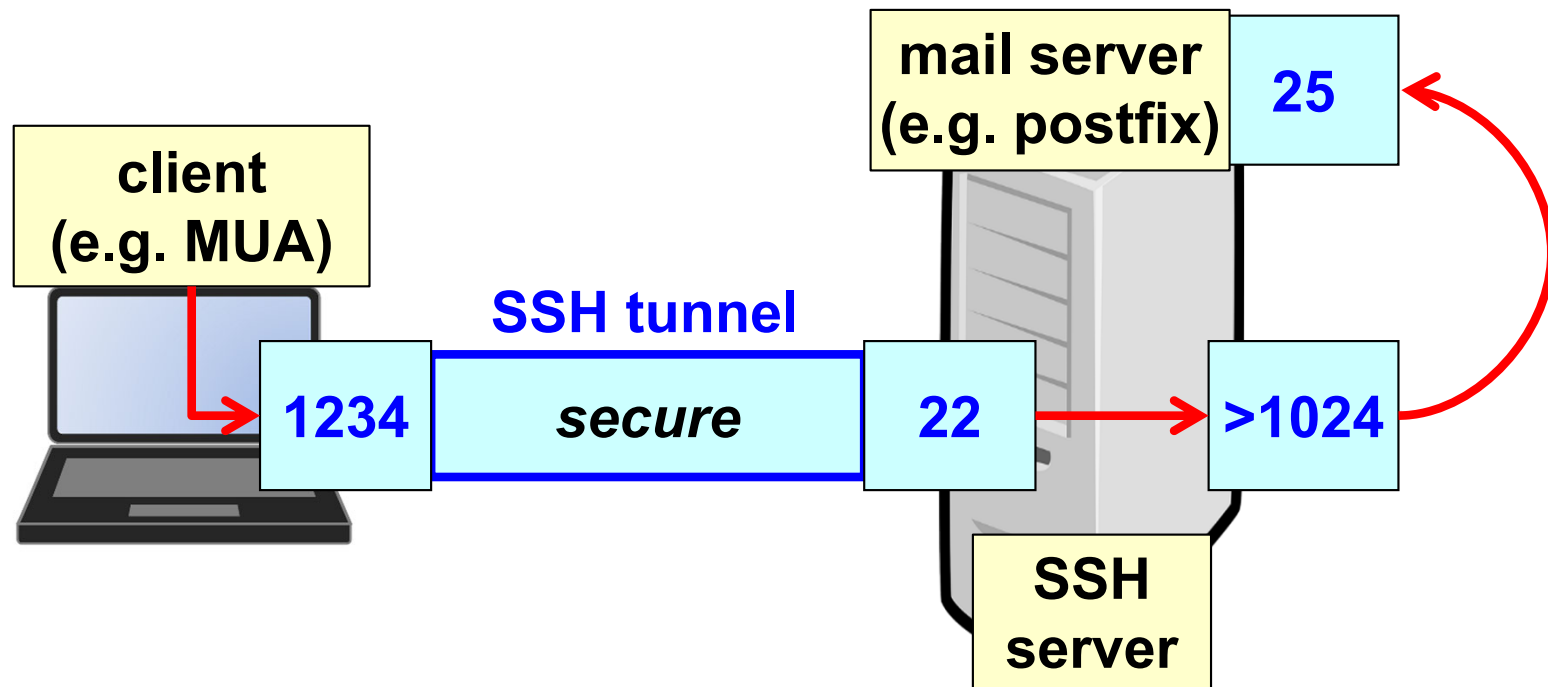 mail server
(e.g. postfix)
25
client
(e.g. MUA)
SSH tunnel
1234
secure
22
>1024
SSH
server